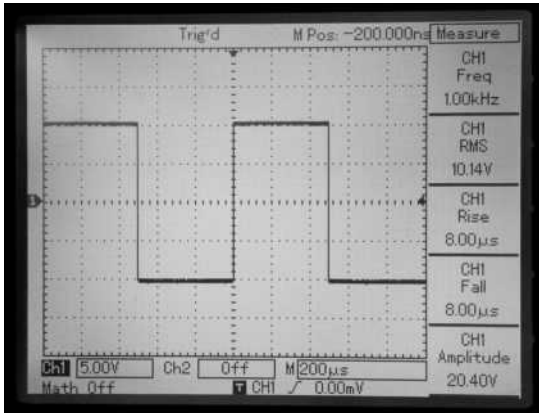 Trig'd M Pos: -200.000ns Measure
CH1
Freq
1.00kHz
CH1
RMS
10.14V
1
CH1
Rise
8.00μs
CH1
Fall
8.00μs
CH1
Amplitude
20.40V
Ch1 5.00V Ch2 Off M 200μs
Math Off T CH1 / 0.00mV